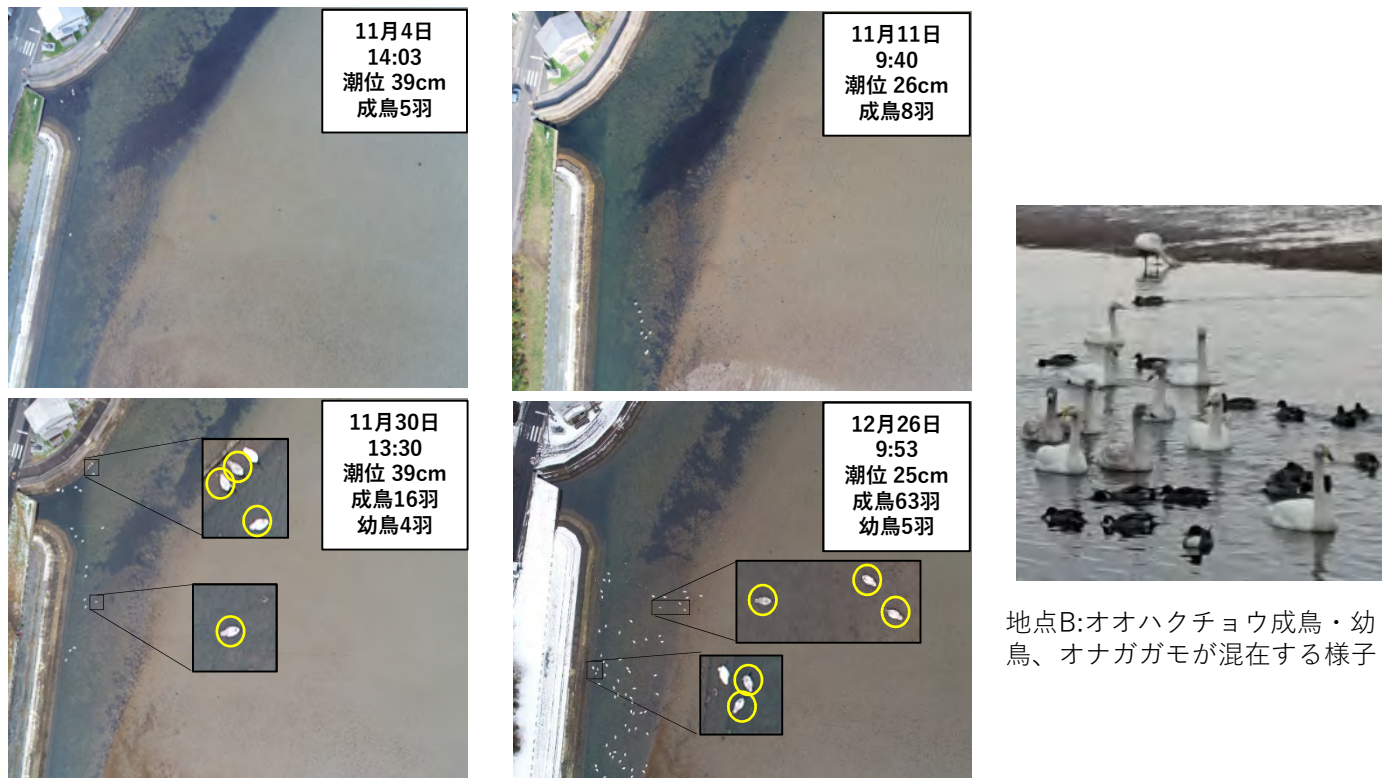 11月4日
14:03
潮位 39cm
成鳥5羽
11月11日
9:40
潮位 26cm
成鳥8羽
11月30日
13:30
潮位 39cm
成鳥16羽
幼鳥4羽
12月26日
9:53
潮位 25cm
成鳥63羽
幼鳥5羽
地点B:オオハクチョウ成鳥・幼
鳥、オナガガモが混在する様子